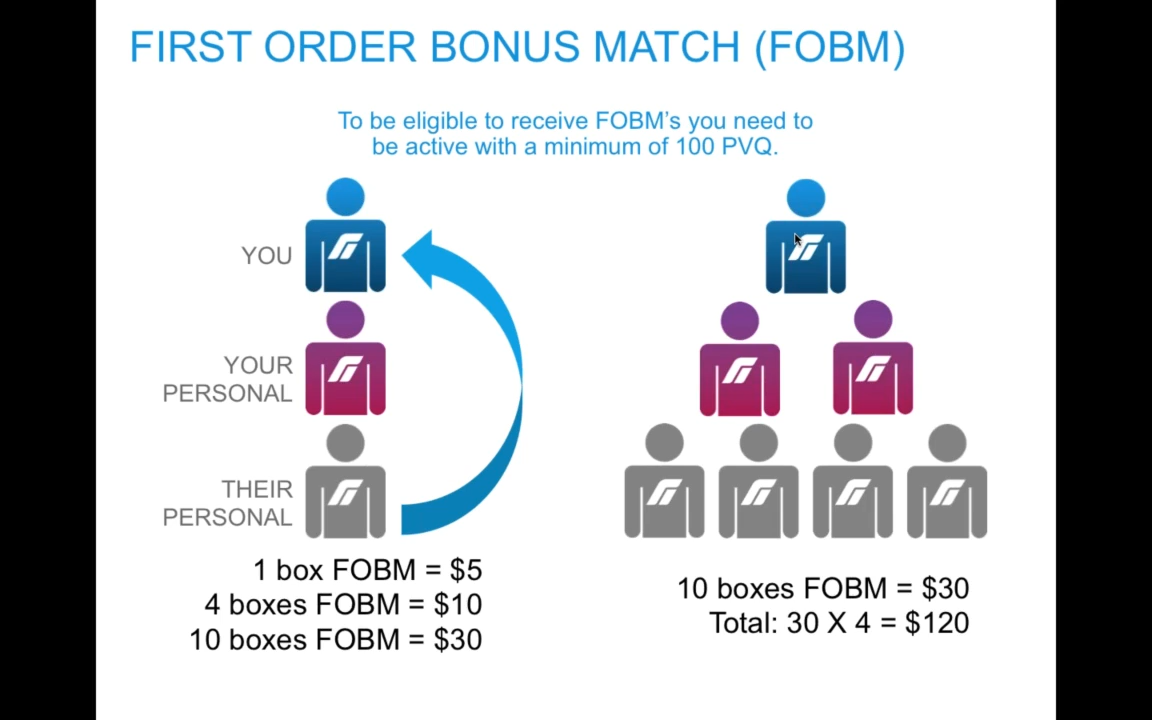 FIRST ORDER BONUS MATCH (FOBM)
To be eligible to receive FOBM's you need to
be active with a minimum of 100 PVQ.
YOU
YOUR
PERSONAL
THEIR
PERSONAL
1 box FOBM = $5
4 boxes FOBM = $10
10 boxes FOBM = $30
10 boxes FOBM = $30
Total: 30 X 4 = $120